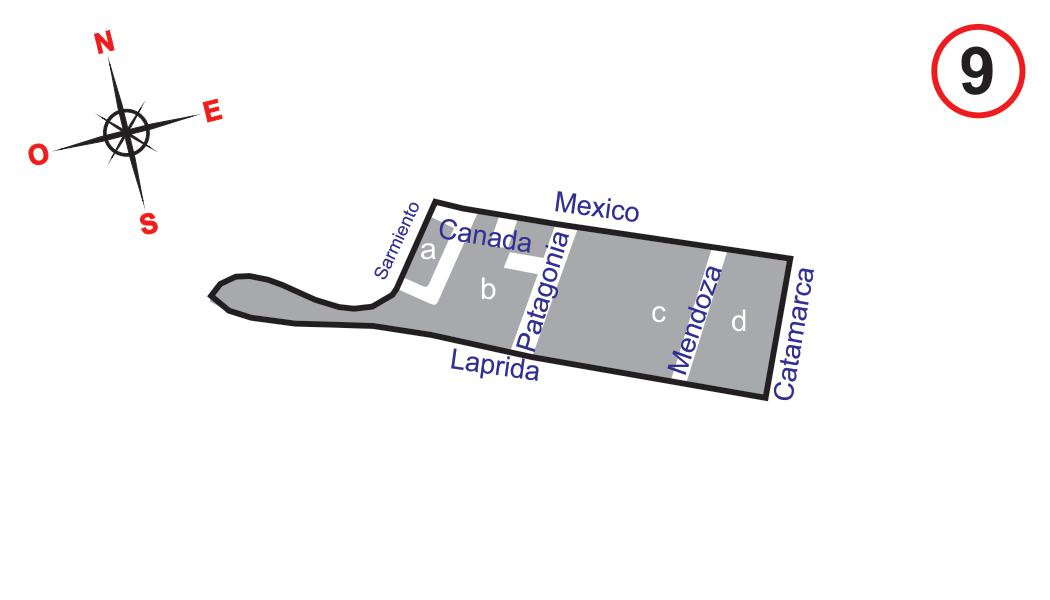 N
E
O
S
9
Mexico
Sarmiento
Canada
a
b
Patagonia
c
Mendoza
d
Catamarca
Laprida